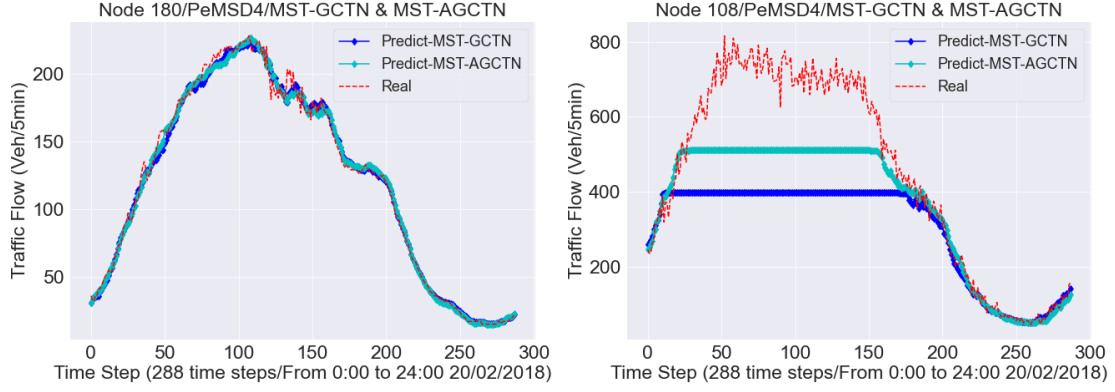 Node 180/PeMSD4/MST-GCTN & MST-AGCTN
Traffic Flow (Veh/5min)
200
150
100
50
Predict-MST-GCTN
Predict-MST-AGCTN
Real
0 50 100 150 200 250 300
Time Step (288 time steps/From 0:00 to 24:00 20/02/2018)
Node 108/PeMSD4/MST-GCTN & MST-AGCTN
Traffic Flow (Veh/5min)
800
600
400
200
Predict-MST-GCTN
Predict-MST-AGCTN
Real
0 50 100 150 200 250 300
Time Step (288 time steps/From 0:00 to 24:00 20/02/2018)